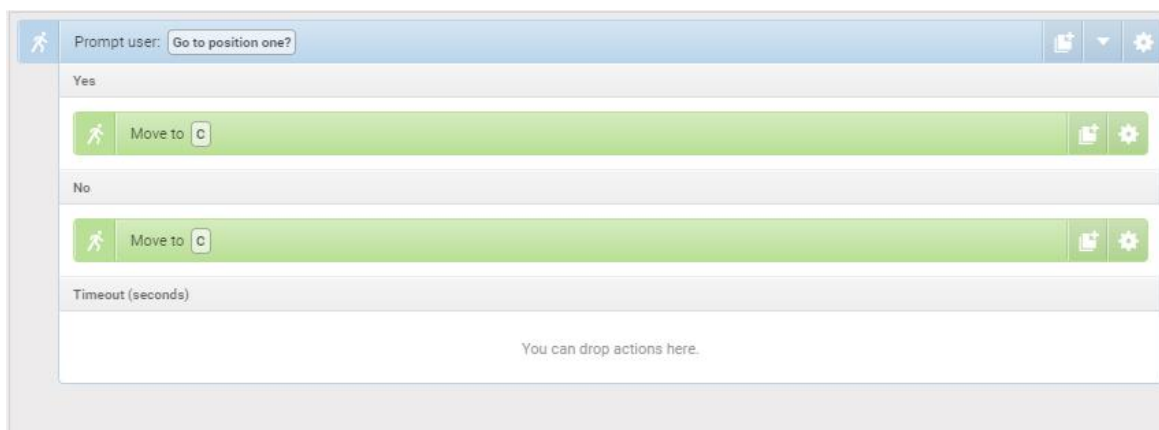 Prompt user: Go to position one?
Yes
Move to C
No
Move to C
Timeout (seconds)
You can drop actions here.